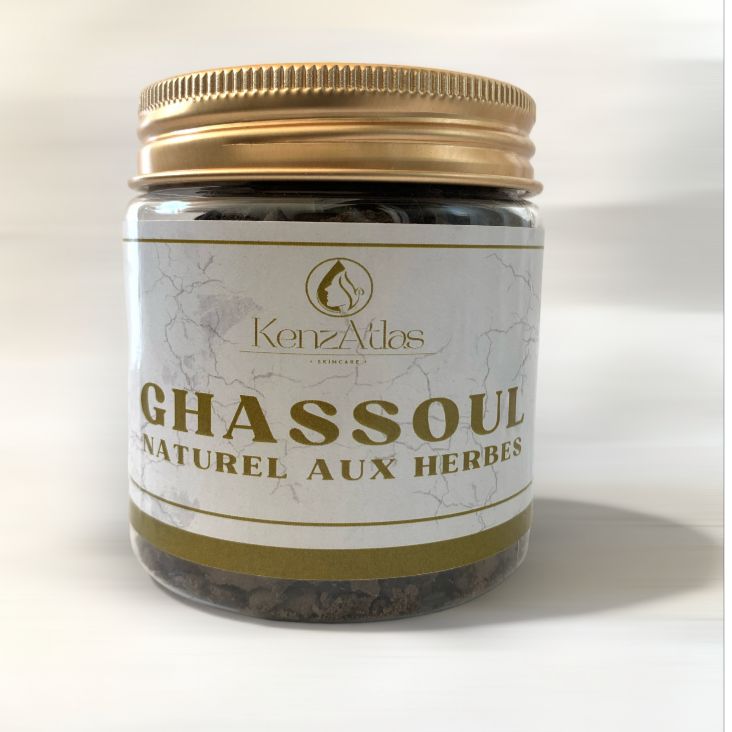 KenzAtlas
• SKINCARE •
GHASSOUL
NATUREL AUX HERBES